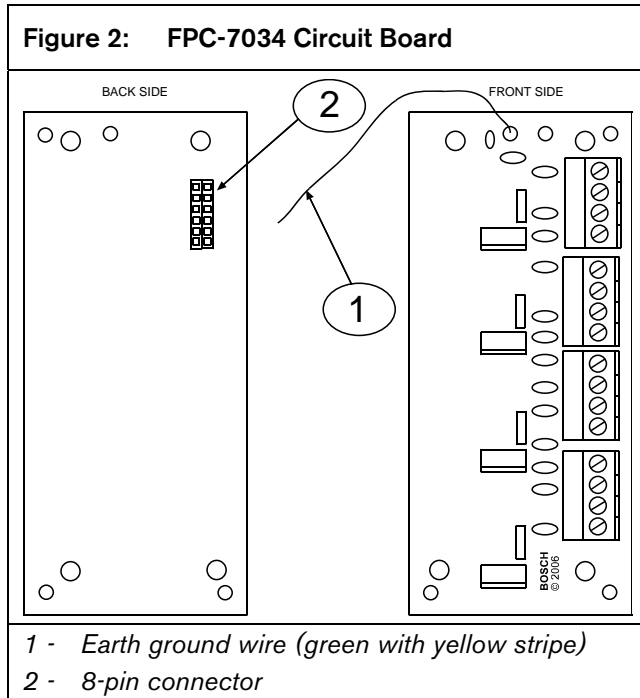 Figure 2: FPC-7034 Circuit Board
BACK SIDE
FRONT SIDE
2
1
BOSCH
© 2006
1 - Earth ground wire (green with yellow stripe)
2 - 8-pin connector